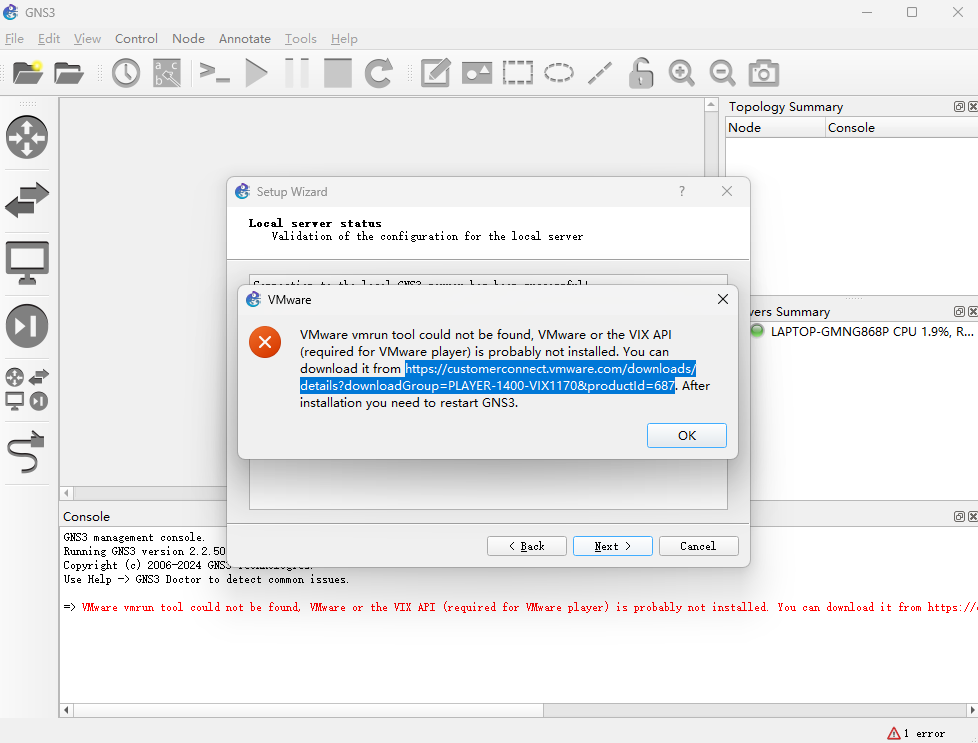 GNS3
File Edit View Control Node Annotate Tools Help
Topology Summary
Node Console
Setup Wizard
?
Local server status
Validation of the configuration for the local server
VMware
VMware vmrun tool could not be found, VMware or the VIX API
(required for VMware player) is probably not installed. You can
download it from https://customerconnect.vmware.com/downloads/
details?downloadGroup=PLAYER-1400-VIX1170&productId=687. After
installation you need to restart GNS3.
OK
vers Summary
LAPTOP-GMNG868P CPU 1.9%, R...
< Back Next > Cancel
Console
GNS3 management console.
Running GNS3 version 2.2.50
Copyright (c) 2006-2024 GNS3 Technologies.
Use Help -> GNS3 Doctor to detect common issues.
=> VMware vmrun tool could not be found, VMware or the VIX API (required for VMware player) is probably not installed. You can download it from https://
1 error